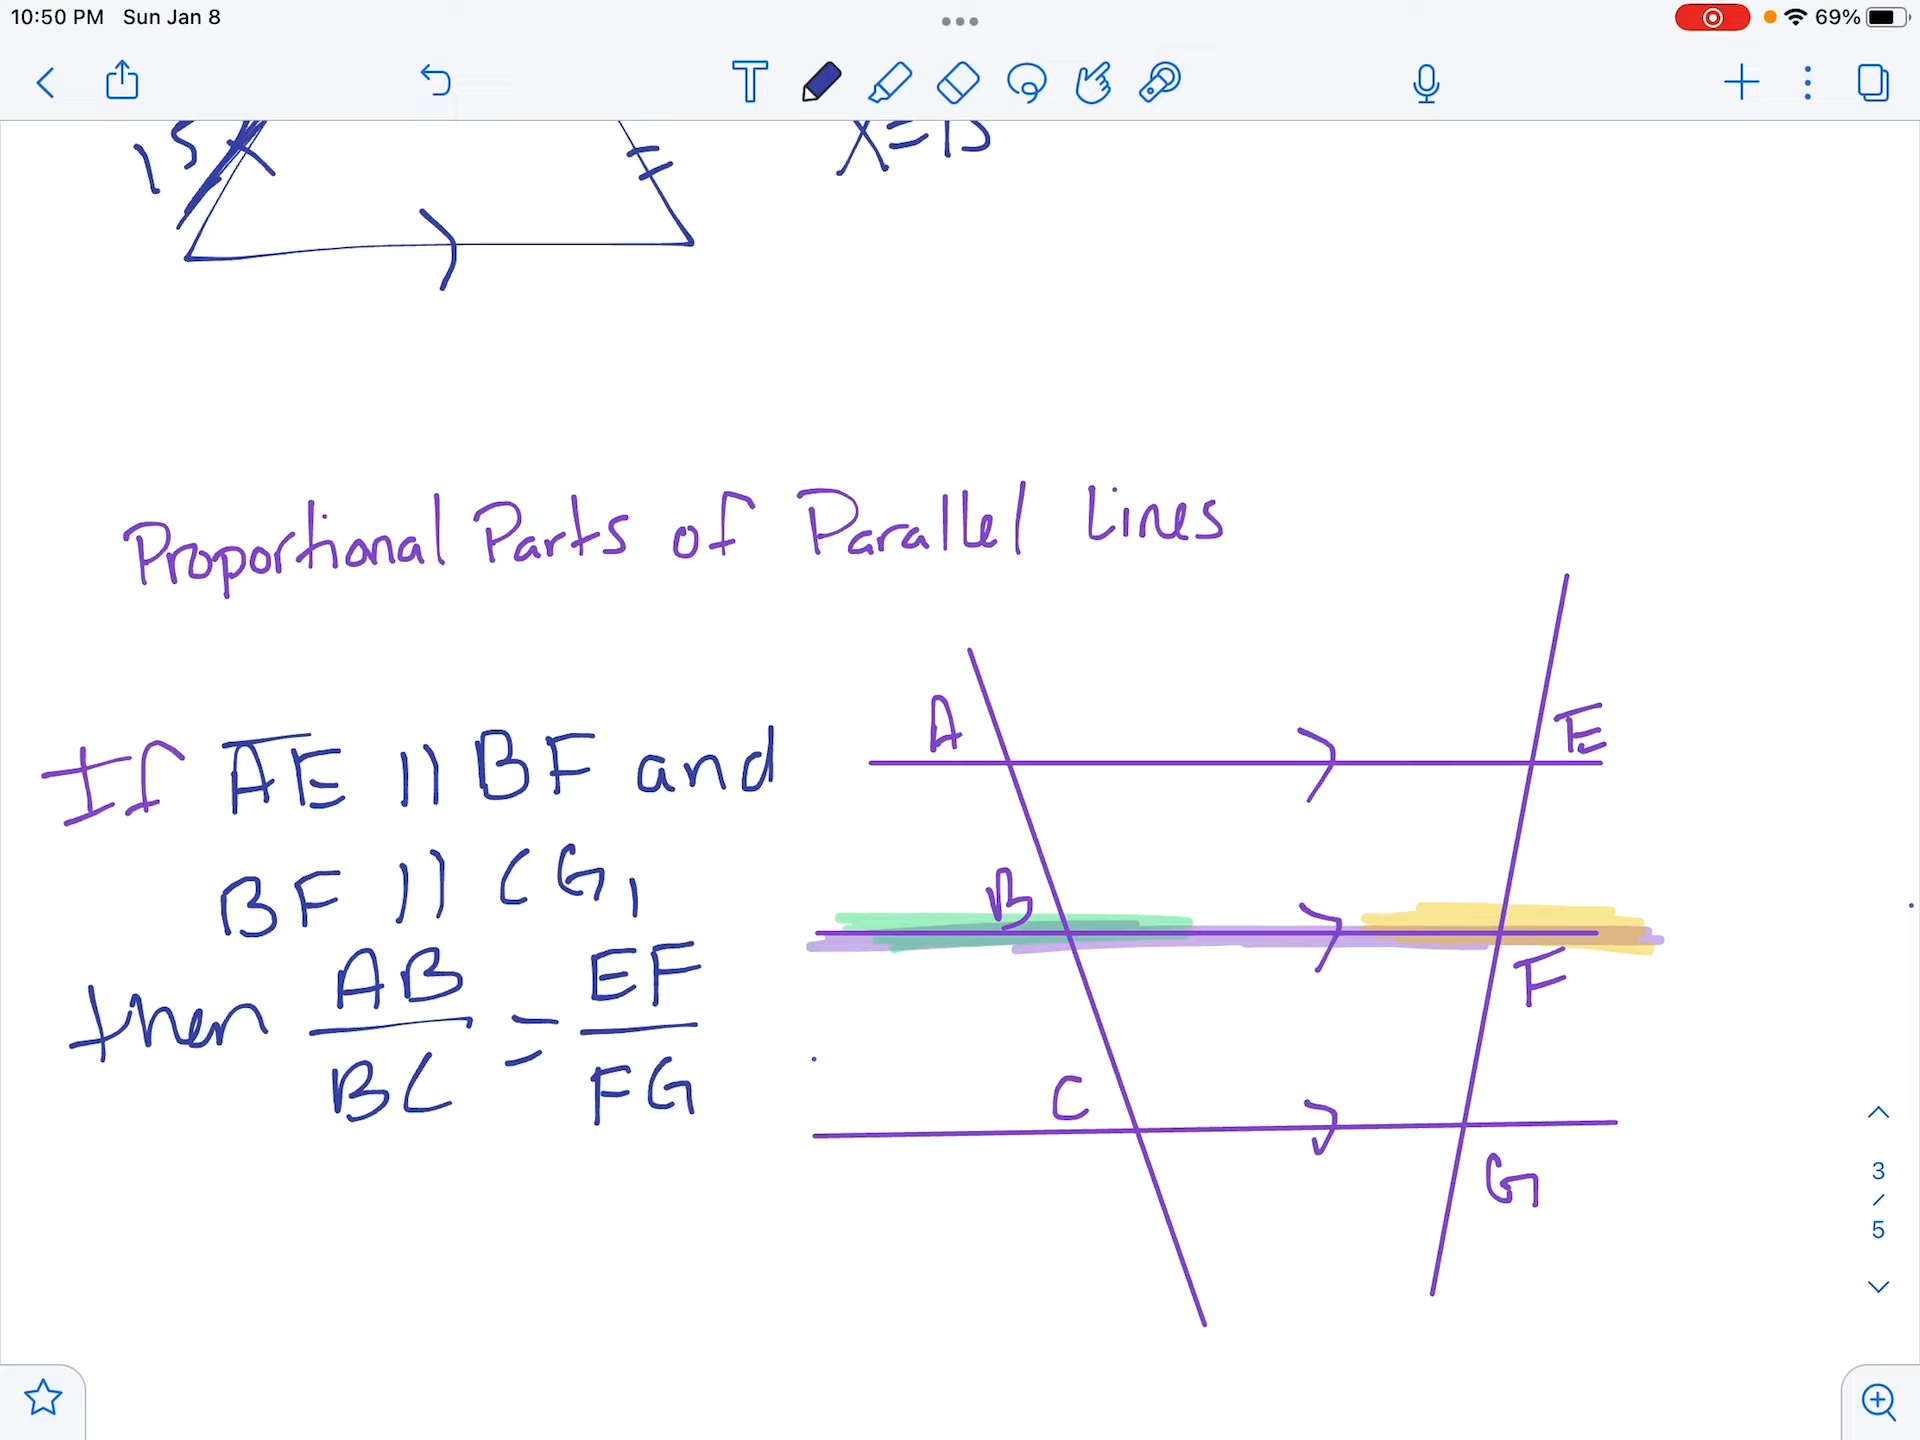 10:50 PM Sun Jan 8
69%
T
15
X=15
Proportional Parts of Parallel Lines
A
E
If AE || BF and
B
BF || CG,
F
then AB/BC = EF/FG
C
G
3
/
5